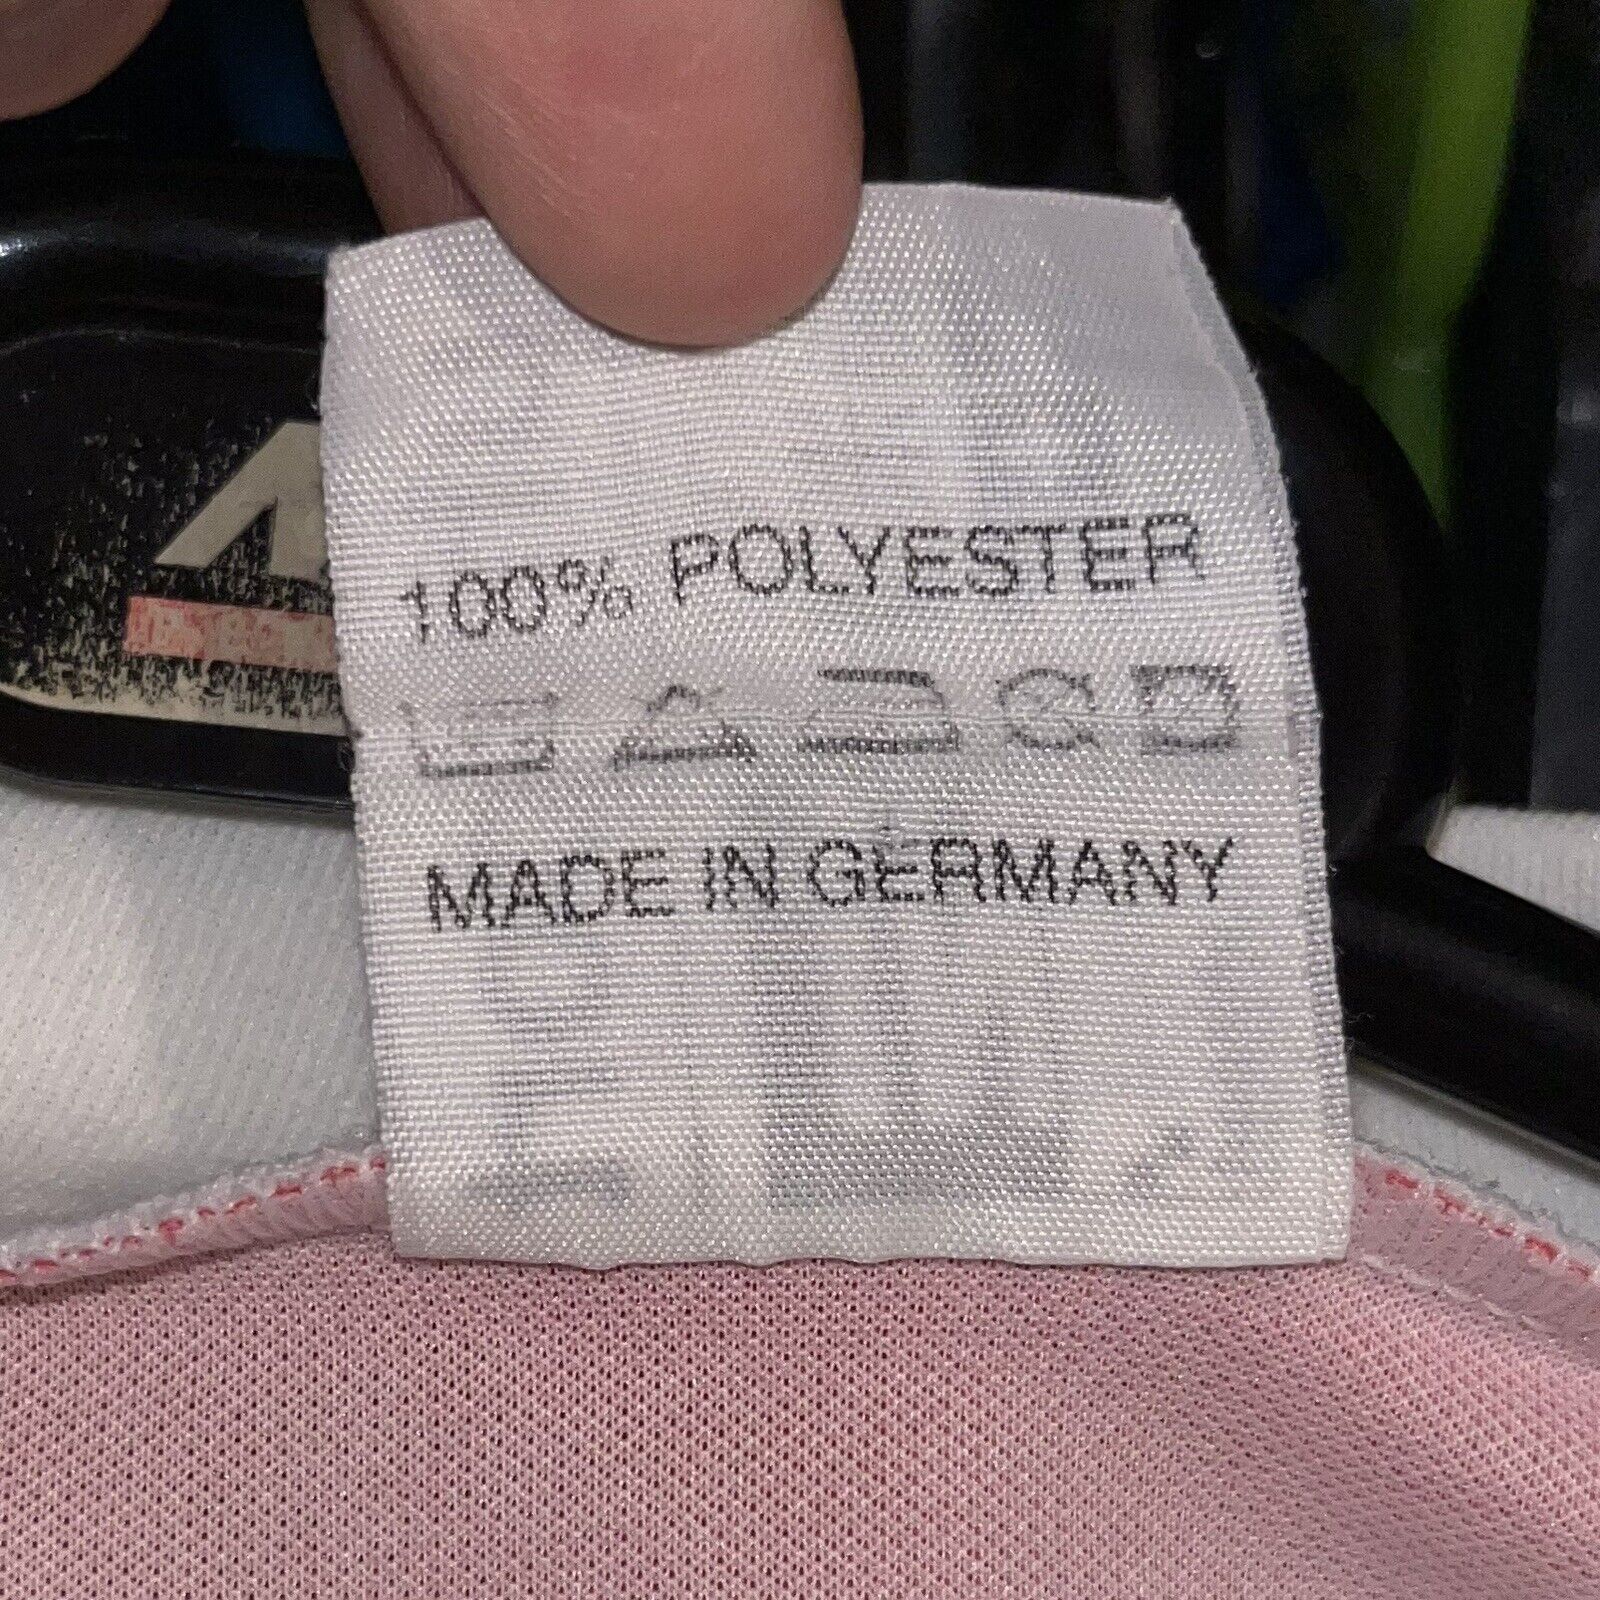 100% POLYESTER
MADE IN GERMANY